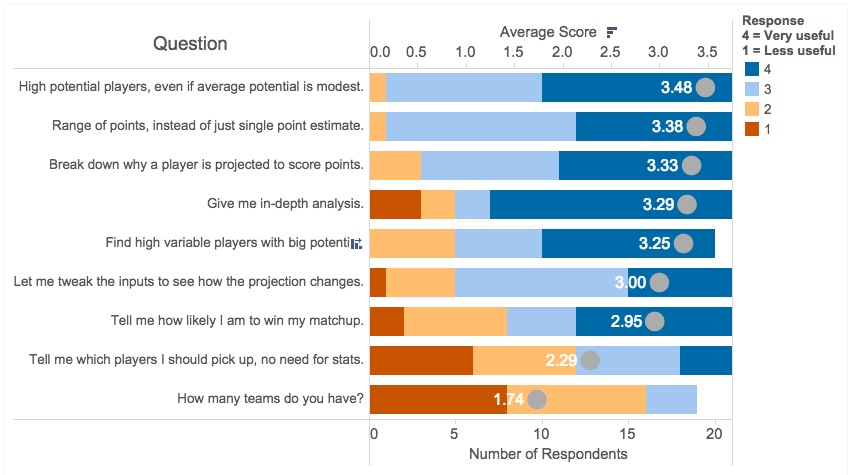 Question
Average Score
0.0 0.5 1.0 1.5 2.0 2.5 3.0 3.5
High potential players, even if average potential is modest. 3.48
Range of points, instead of just single point estimate. 3.38
Break down why a player is projected to score points. 3.33
Give me in-depth analysis. 3.29
Find high variable players with big potenti 3.25
Let me tweak the inputs to see how the projection changes. 3.00
Tell me how likely I am to win my matchup. 2.95
Tell me which players I should pick up, no need for stats. 2.29
How many teams do you have? 1.74
0 5 10 15 20
Number of Respondents
Response
4 = Very useful
1 = Less useful
4
3
2
1